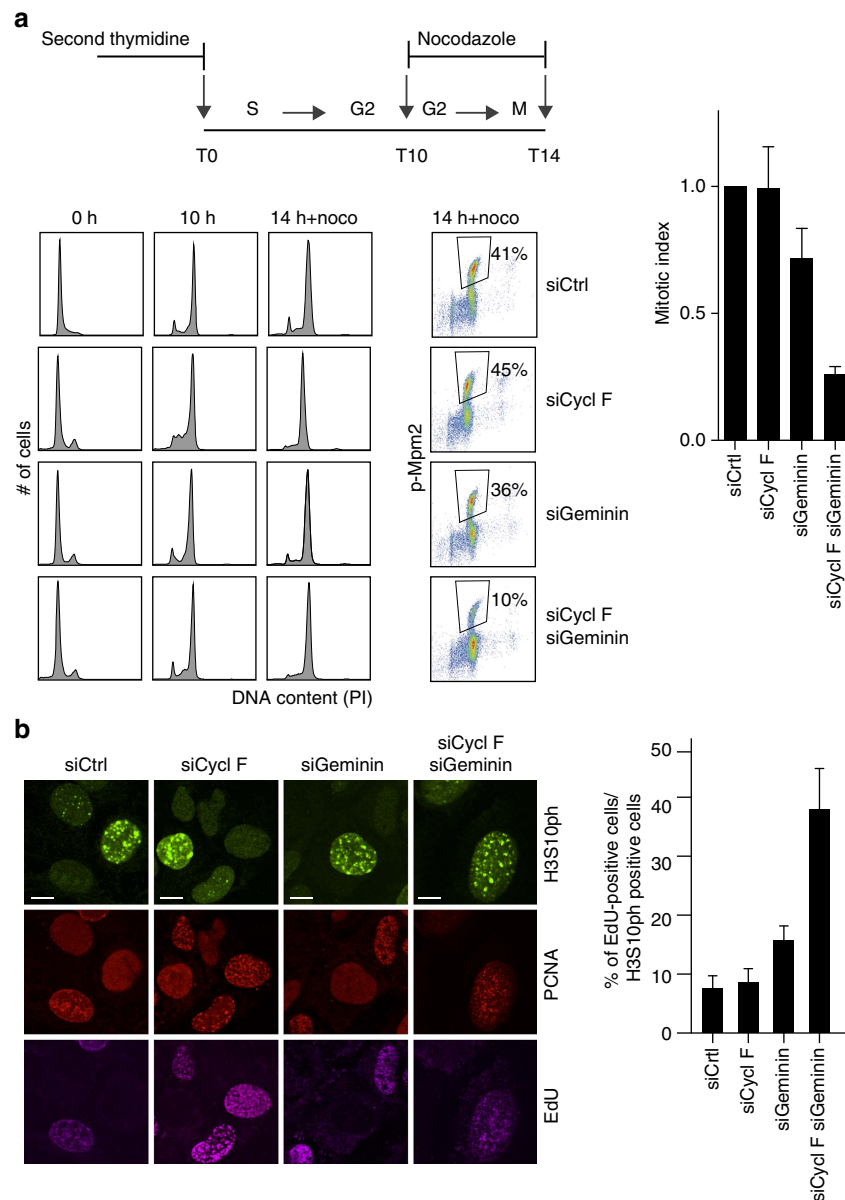 a
Second thymidine
Nocodazole
S
G2
G2
M
T0
T10
T14
0 h
10 h
14 h+noco
14 h+noco
41%
siCtrl
45%
siCycl F
36%
siGeminin
10%
siCycl F
siGeminin
# of cells
p-Mpm2
DNA content (PI)
Mitotic index
1.0
0.5
0.0
siCrtl
siCycl F
siGeminin
siCycl F siGeminin
b
siCtrl
siCycl F
siGeminin
siCycl F
siGeminin
H3S10ph
PCNA
EdU
% of EdU-positive cells/
H3S10ph positive cells
50
40
30
20
10
0
siCrtl
siCycl F
siGeminin
siCycl F siGeminin